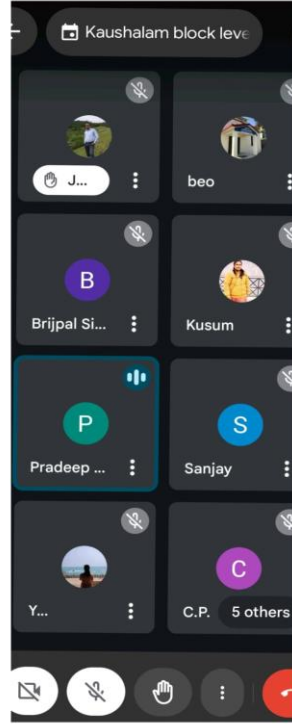 Kaushalam block leve
J...
beo
B
Brijpal Si...
Kusum
P
S
Pradeep ...
Sanjay
C
Y...
C.P.
5 others